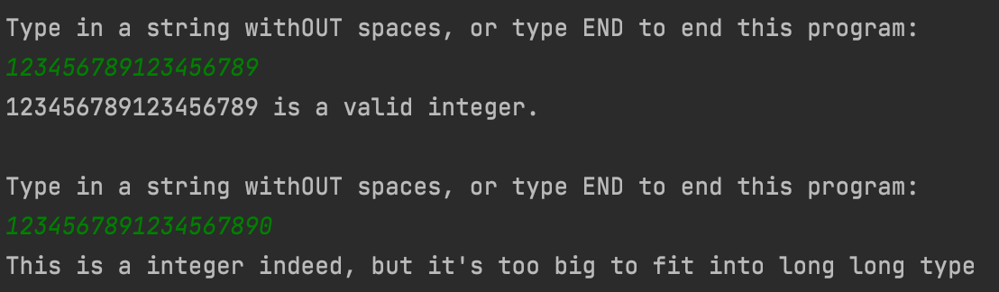 Type in a string withOUT spaces, or type END to end this program:
123456789123456789
123456789123456789 is a valid integer.
Type in a string withOUT spaces, or type END to end this program:
1234567891234567890
This is a integer indeed, but it's too big to fit into long long type